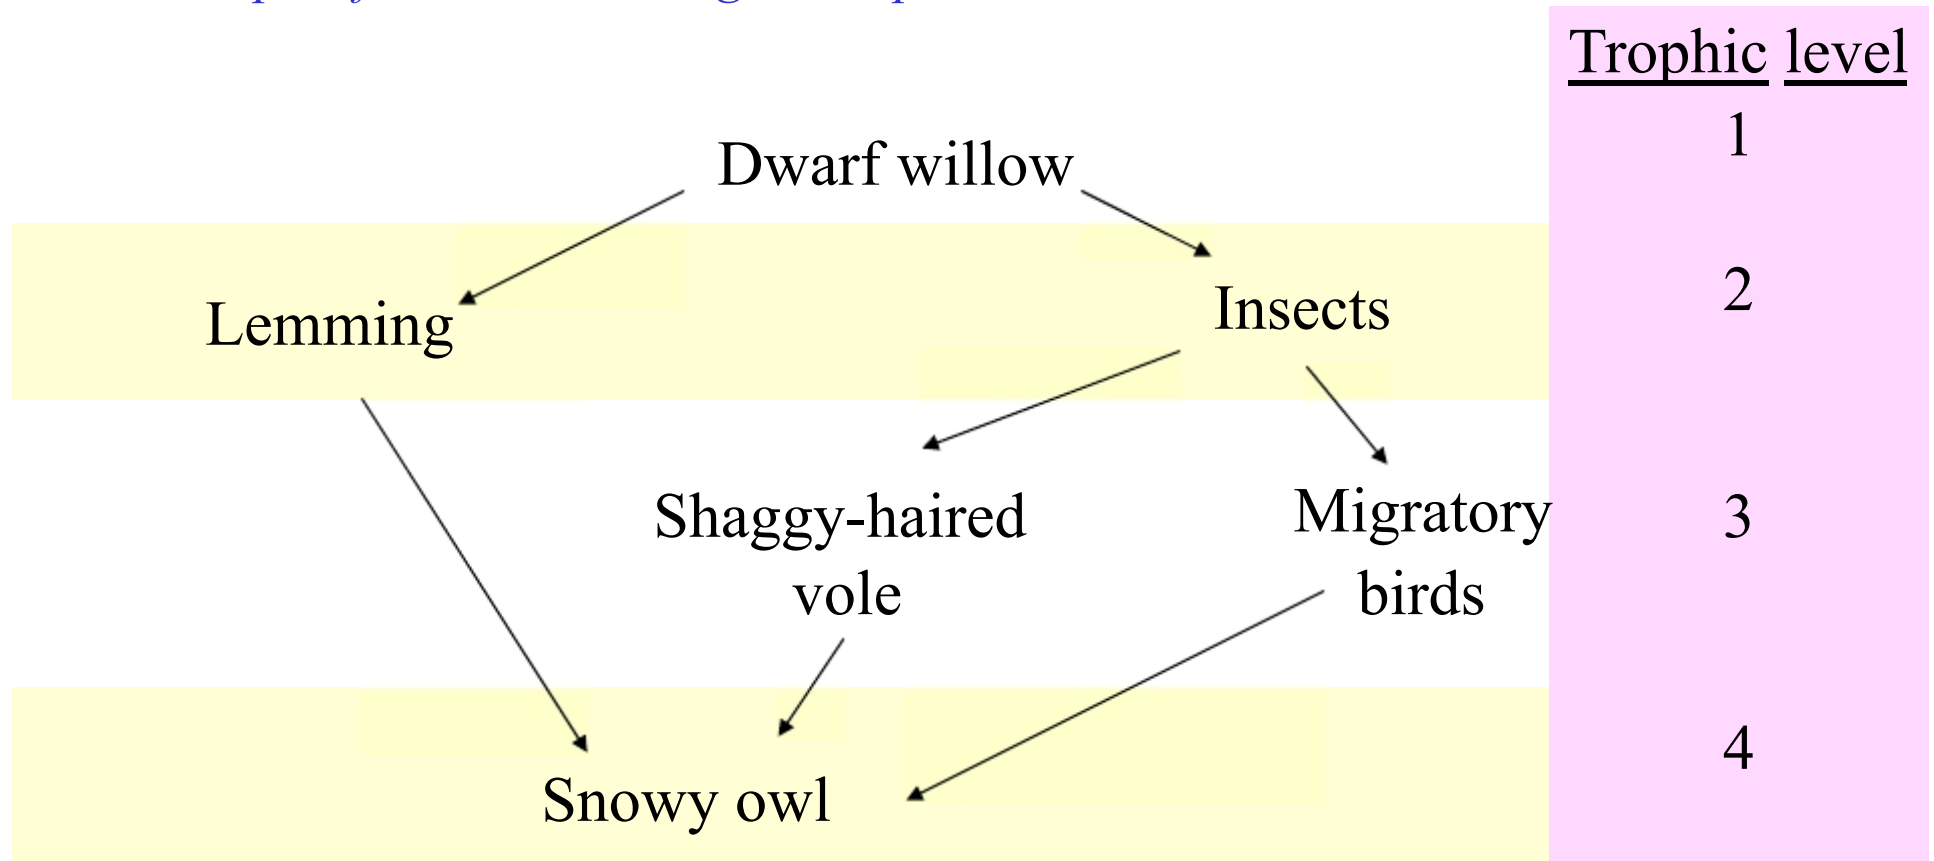 Trophic level
1
Dwarf willow
2
Lemming
Insects
3
Shaggy-haired
vole
Migratory
birds
4
Snowy owl